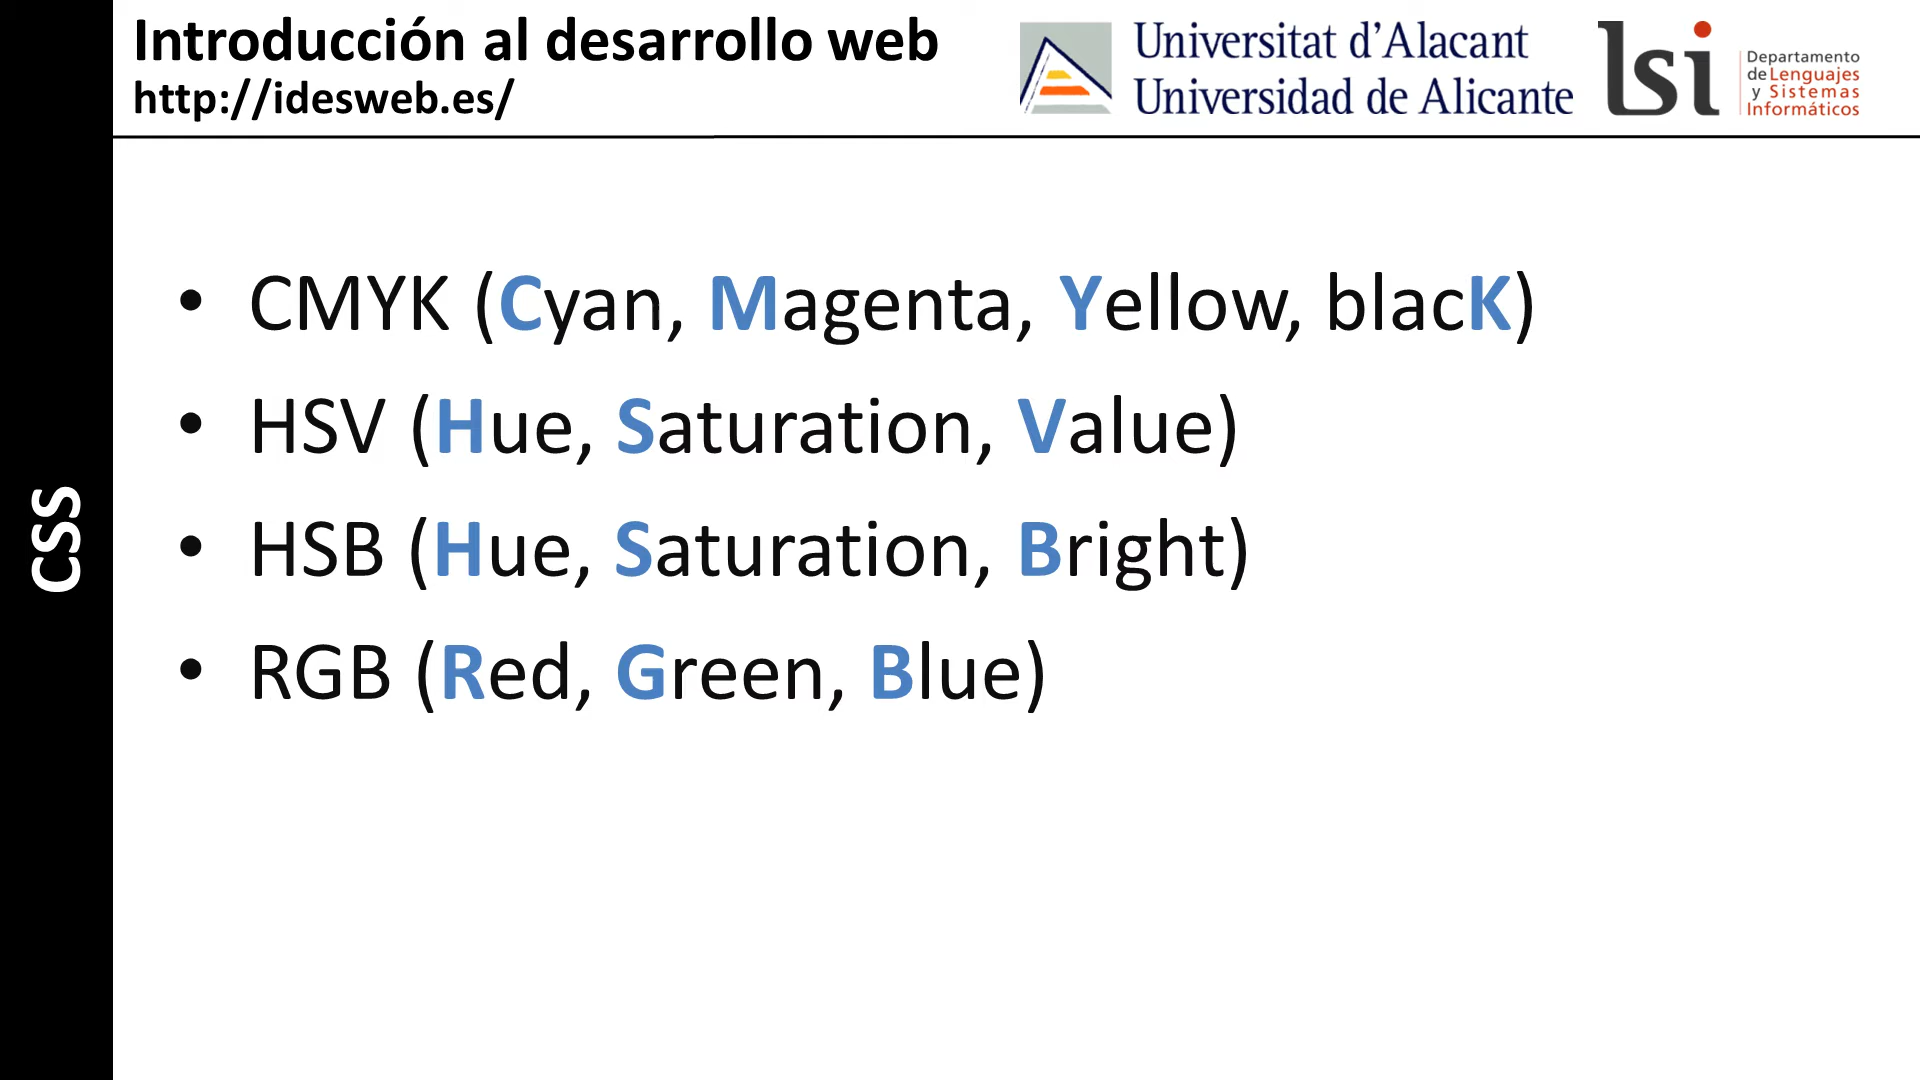 Introducción al desarrollo web
http://idesweb.es/
Universitat d'Alacant
Universidad de Alicante
lsi
Departamento
de Lenguajes
y Sistemas
Informáticos
CSS
• CMYK (Cyan, Magenta, Yellow, blacK)
• HSV (Hue, Saturation, Value)
• HSB (Hue, Saturation, Bright)
• RGB (Red, Green, Blue)